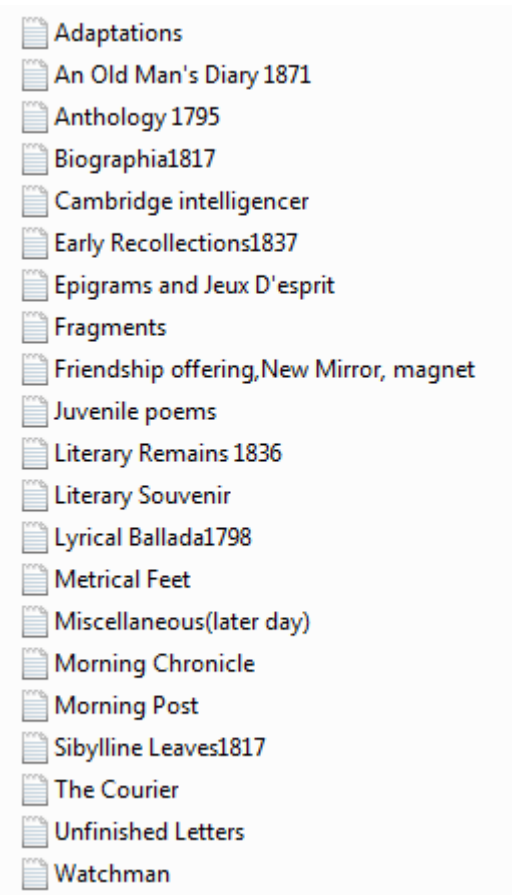 Adaptations
An Old Man's Diary 1871
Anthology 1795
Biographia1817
Cambridge intelligencer
Early Recollections1837
Epigrams and Jeux D'esprit
Fragments
Friendship offering,New Mirror, magnet
Juvenile poems
Literary Remains 1836
Literary Souvenir
Lyrical Ballada1798
Metrical Feet
Miscellaneous(later day)
Morning Chronicle
Morning Post
Sibylline Leaves1817
The Courier
Unfinished Letters
Watchman